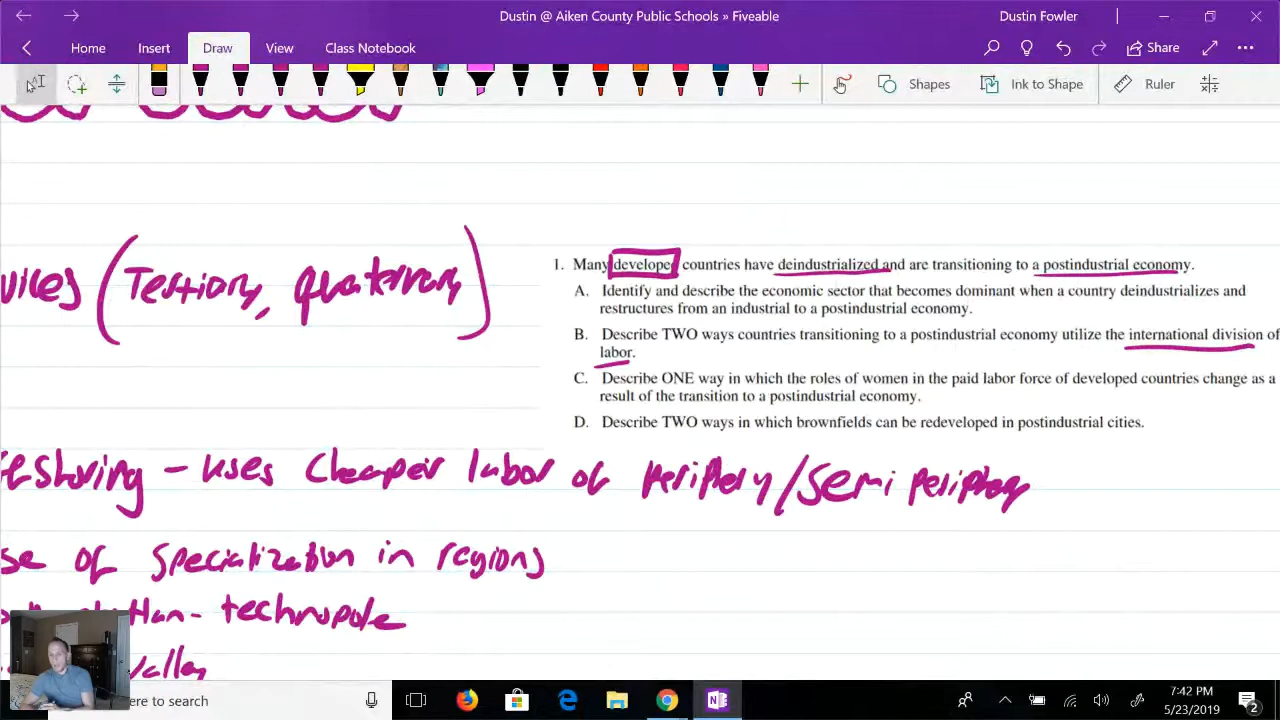 Dustin @ Aiken County Public Schools » Fiveable
Dustin Fowler
Home Insert Draw View Class Notebook
Share
Shapes Ink to Shape Ruler
vices (Tertiary, quaternary)
1. Many developed countries have deindustrialized and are transitioning to a postindustrial economy.
A. Identify and describe the economic sector that becomes dominant when a country deindustrializes and
restructures from an industrial to a postindustrial economy.
B. Describe TWO ways countries transitioning to a postindustrial economy utilize the international division of
labor.
C. Describe ONE way in which the roles of women in the paid labor force of developed countries change as a
result of the transition to a postindustrial economy.
D. Describe TWO ways in which brownfields can be redeveloped in postindustrial cities.
- uses cheaper labor of periphery/semi periphery
se of specialization in regions
- technopole
valley
here to search
7:42 PM
5/23/2019
2